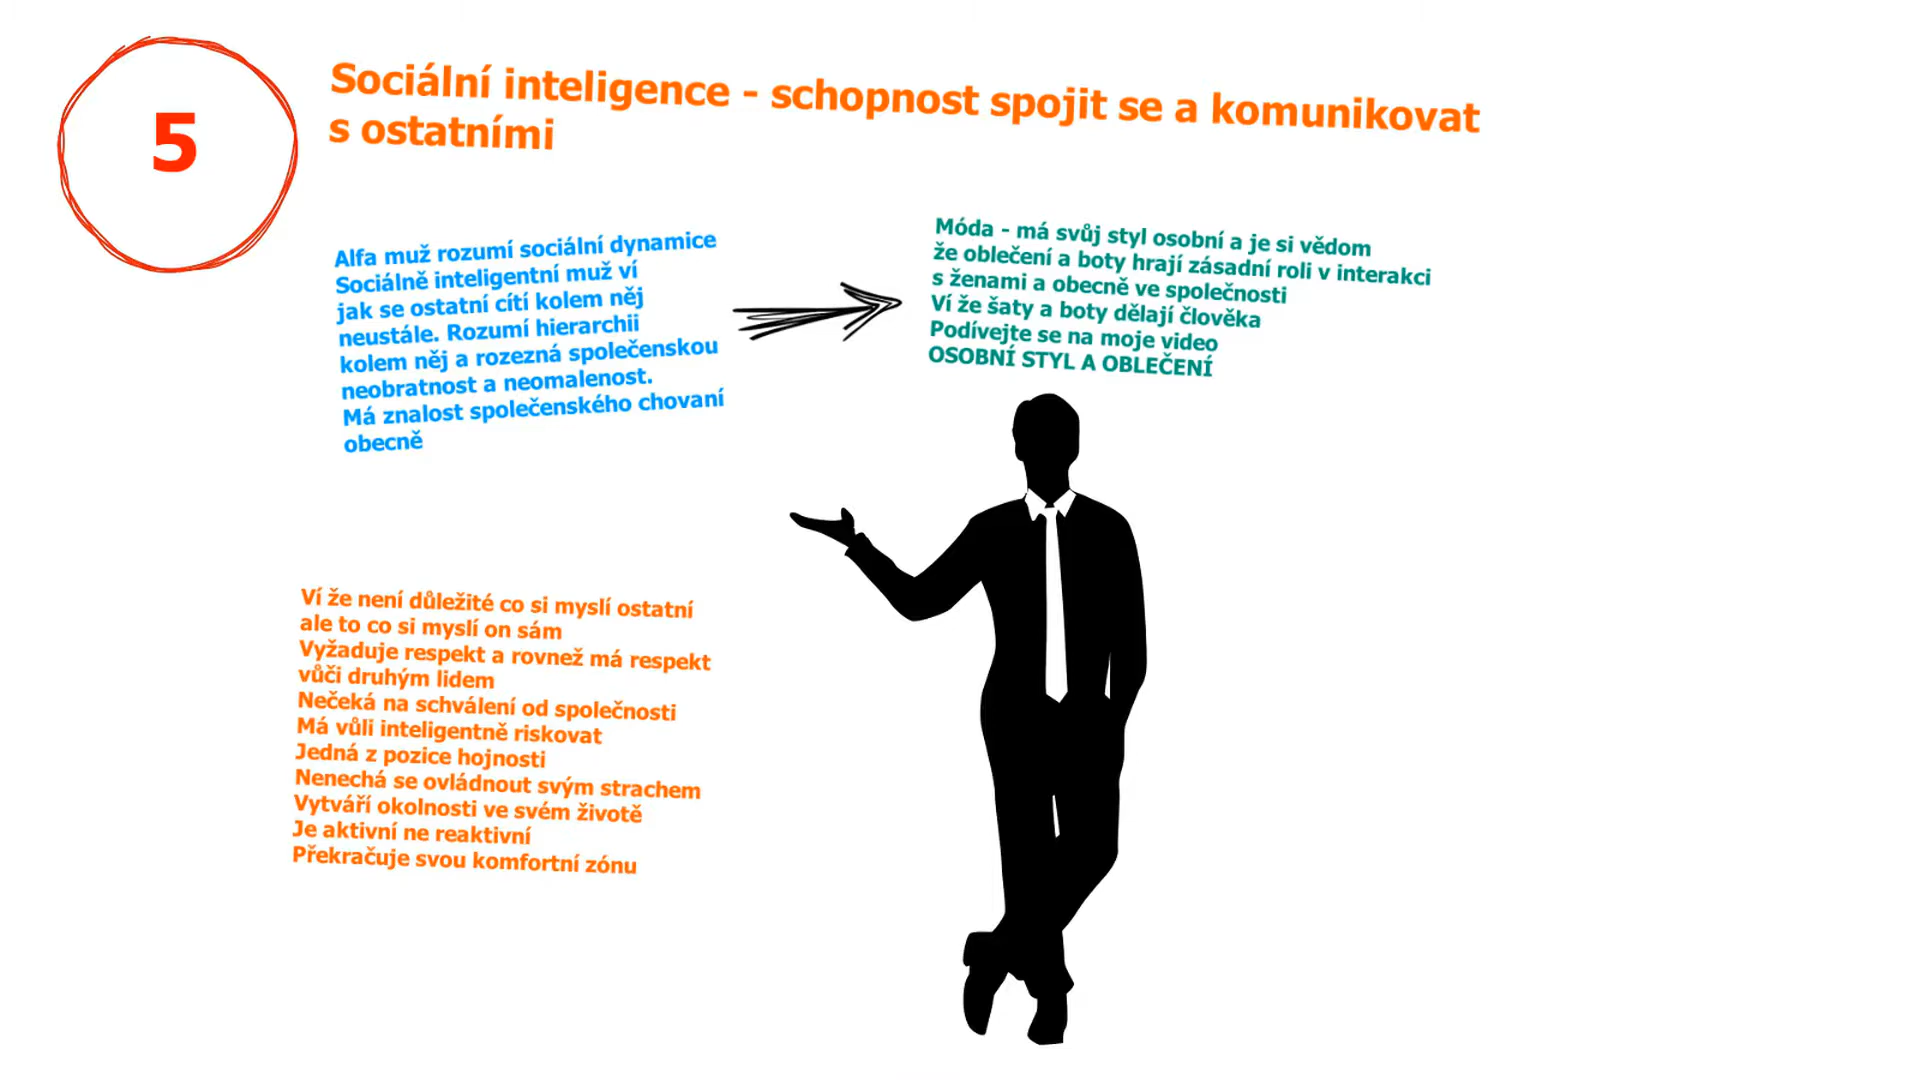 5
Sociální inteligence - schopnost spojit se a komunikovat
s ostatními
Alfa muž rozumí sociální dynamice
Sociálně inteligentní muž ví
jak se ostatní cítí kolem něj
neustále. Rozumí hierarchii
kolem něj a rozezná společenskou
neobratnost a neomalenost.
Má znalost společenského chovaní
obecně
Móda - má svůj styl osobní a je si vědom
že oblečení a boty hrají zásadní roli v interakci
s ženami a obecně ve společnosti
Ví že šaty a boty dělají člověka
Podívejte se na moje video
OSOBNÍ STYL A OBLEČENÍ
Ví že není důležité co si myslí ostatní
ale to co si myslí on sám
Vyžaduje respekt a rovnež má respekt
vůči druhým lidem
Nečeká na schválení od společnosti
Má vůli inteligentně riskovat
Jedná z pozice hojnosti
Nenechá se ovládnout svým strachem
Vytváří okolnosti ve svém životě
Je aktivní ne reaktivní
Překračuje svou komfortní zónu